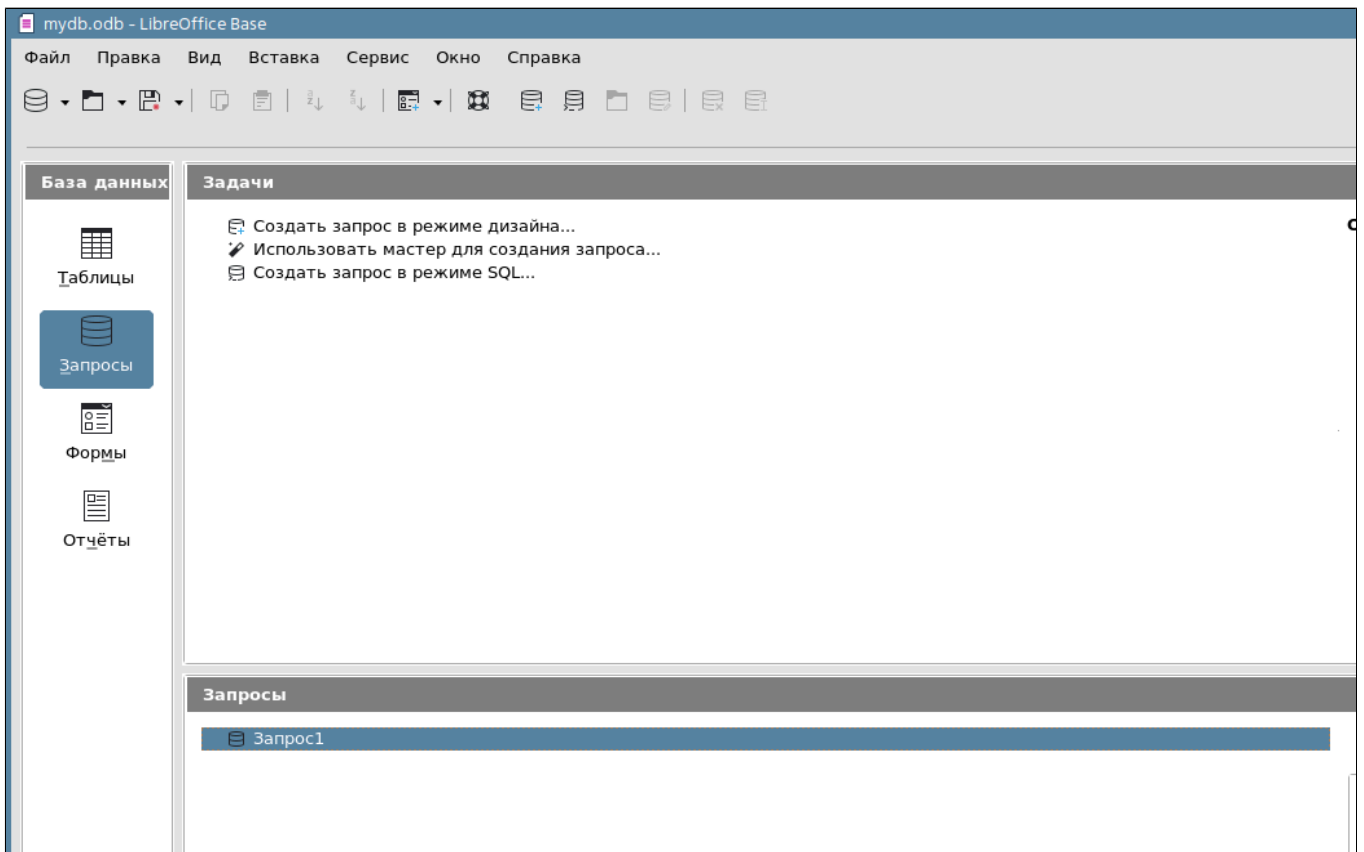 mydb.odb - LibreOffice Base
Файл Правка Вид Вставка Сервис Окно Справка
База данных
Задачи
Создать запрос в режиме дизайна...
Использовать мастер для создания запроса...
Создать запрос в режиме SQL...
Таблицы
Запросы
Формы
Отчёты
Запросы
Запрос1